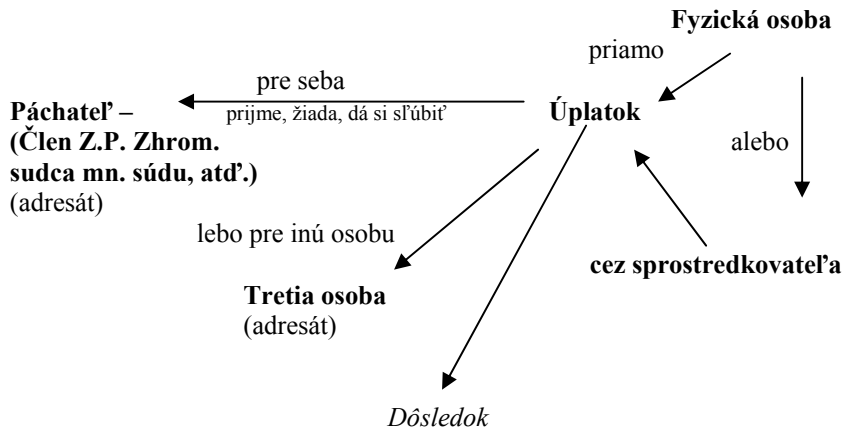 Fyzická osoba
priamo
pre seba
Páchateľ –
prijme, žiada, dá si sľúbiť
Úplatok
(Člen Z.P. Zhrom.
sudca mn. súdu, atď.)
alebo
(adresát)
lebo pre inú osobu
cez sprostredkovateľa
Tretia osoba
(adresát)
Dôsledok